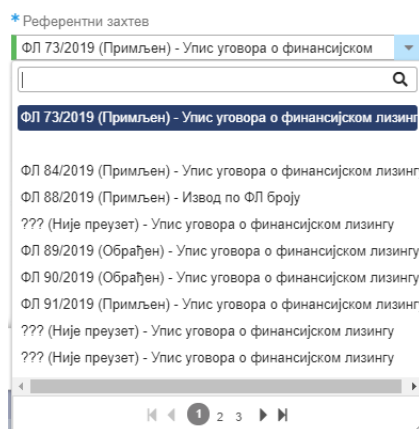 * Референтни захтев
ФЛ 73/2019 (Примљен) - Упис уговора о финансијском
ФЛ 73/2019 (Примљен) - Упис уговора о финансијском лизинг
ФЛ 84/2019 (Примљен) - Упис уговора о финансијском лизинг
ФЛ 88/2019 (Примљен) - Извод по ФЛ броју
??? (Није преузет) - Упис уговора о финансијском лизингу
ФЛ 89/2019 (Обрађен) - Упис уговора о финансијском лизингу
ФЛ 90/2019 (Обрађен) - Упис уговора о финансијском лизингу
ФЛ 91/2019 (Примљен) - Упис уговора о финансијском лизинг
??? (Није преузет) - Упис уговора о финансијском лизингу
??? (Није преузет) - Упис уговора о финансијском лизингу
1 2 3